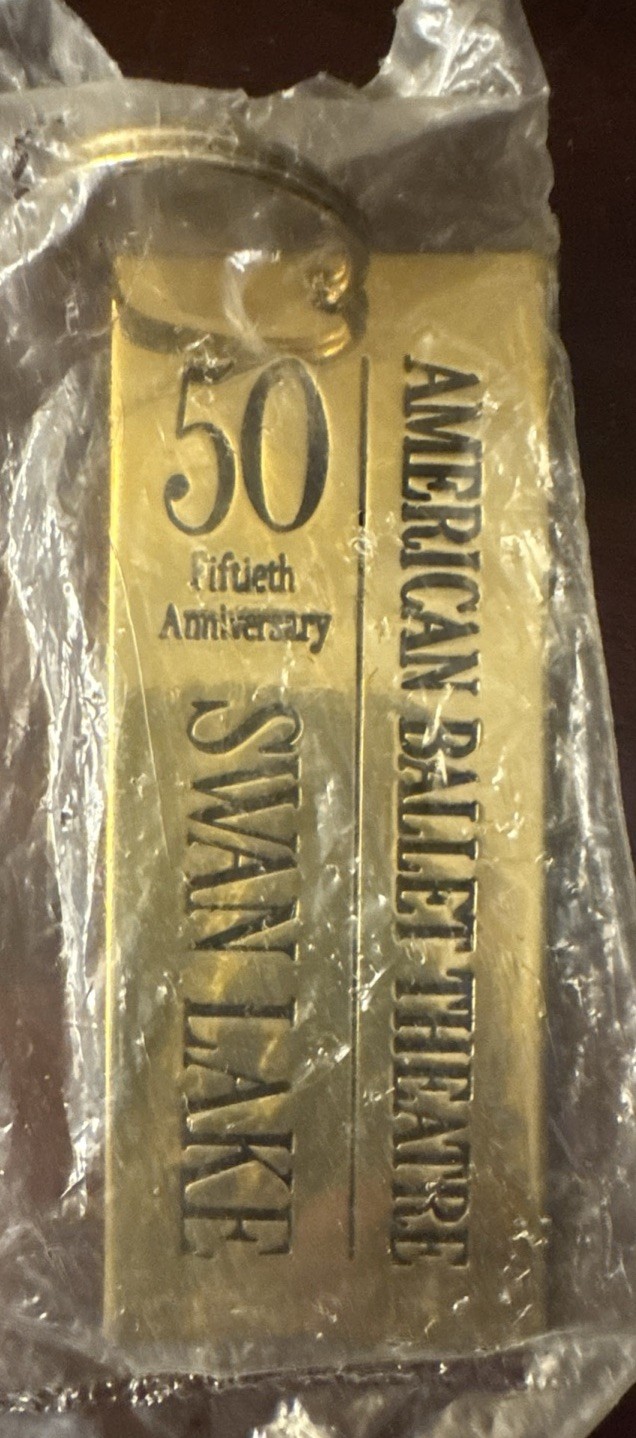 50
Fiftieth
Anniversary
SWAN LAKE
AMERICAN BALLET THEATRE